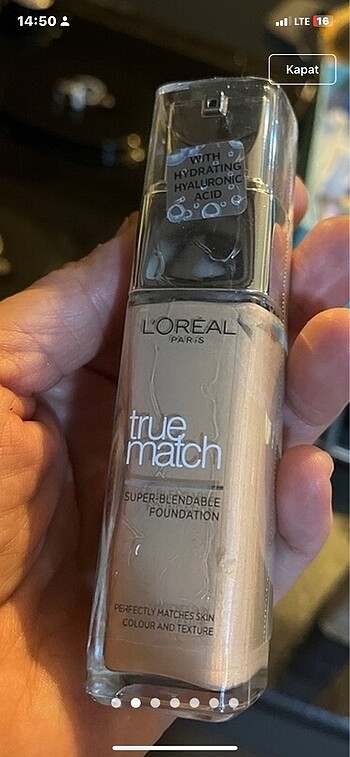 14:50
LTE 16
Kapat
WITH
HYDRATING
HYALURONIC
ACID
L'ORÉAL
PARIS
true
match
SUPER-BLENDABLE
FOUNDATION
PERFECTLY MATCHES SKIN
COLOUR AND TEXTURE